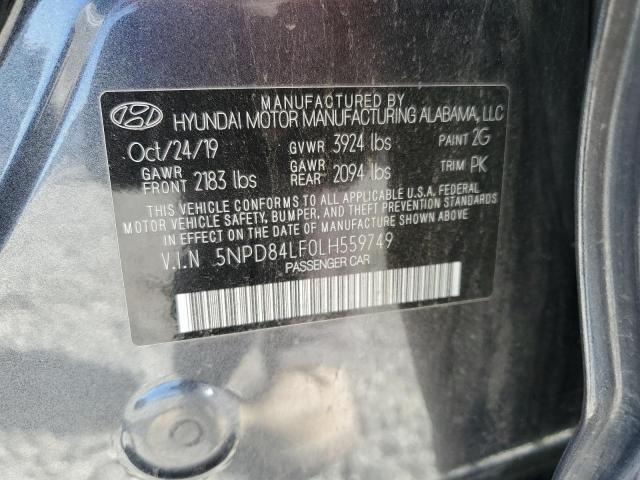 MANUFACTURED BY
HYUNDAI MOTOR MANUFACTURING ALABAMA, LLC
Oct/24/19 GVWR 3924 lbs PAINT 2G
GAWR FRONT 2183 lbs GAWR REAR 2094 lbs TRIM PK
THIS VEHICLE CONFORMS TO ALL APPLICABLE U.S.A. FEDERAL
MOTOR VEHICLE SAFETY, BUMPER, AND THEFT PREVENTION STANDARDS
IN EFFECT ON THE DATE OF MANUFACTURE SHOWN ABOVE.
V.I.N 5NPD84LF0LH559749
PASSENGER CAR